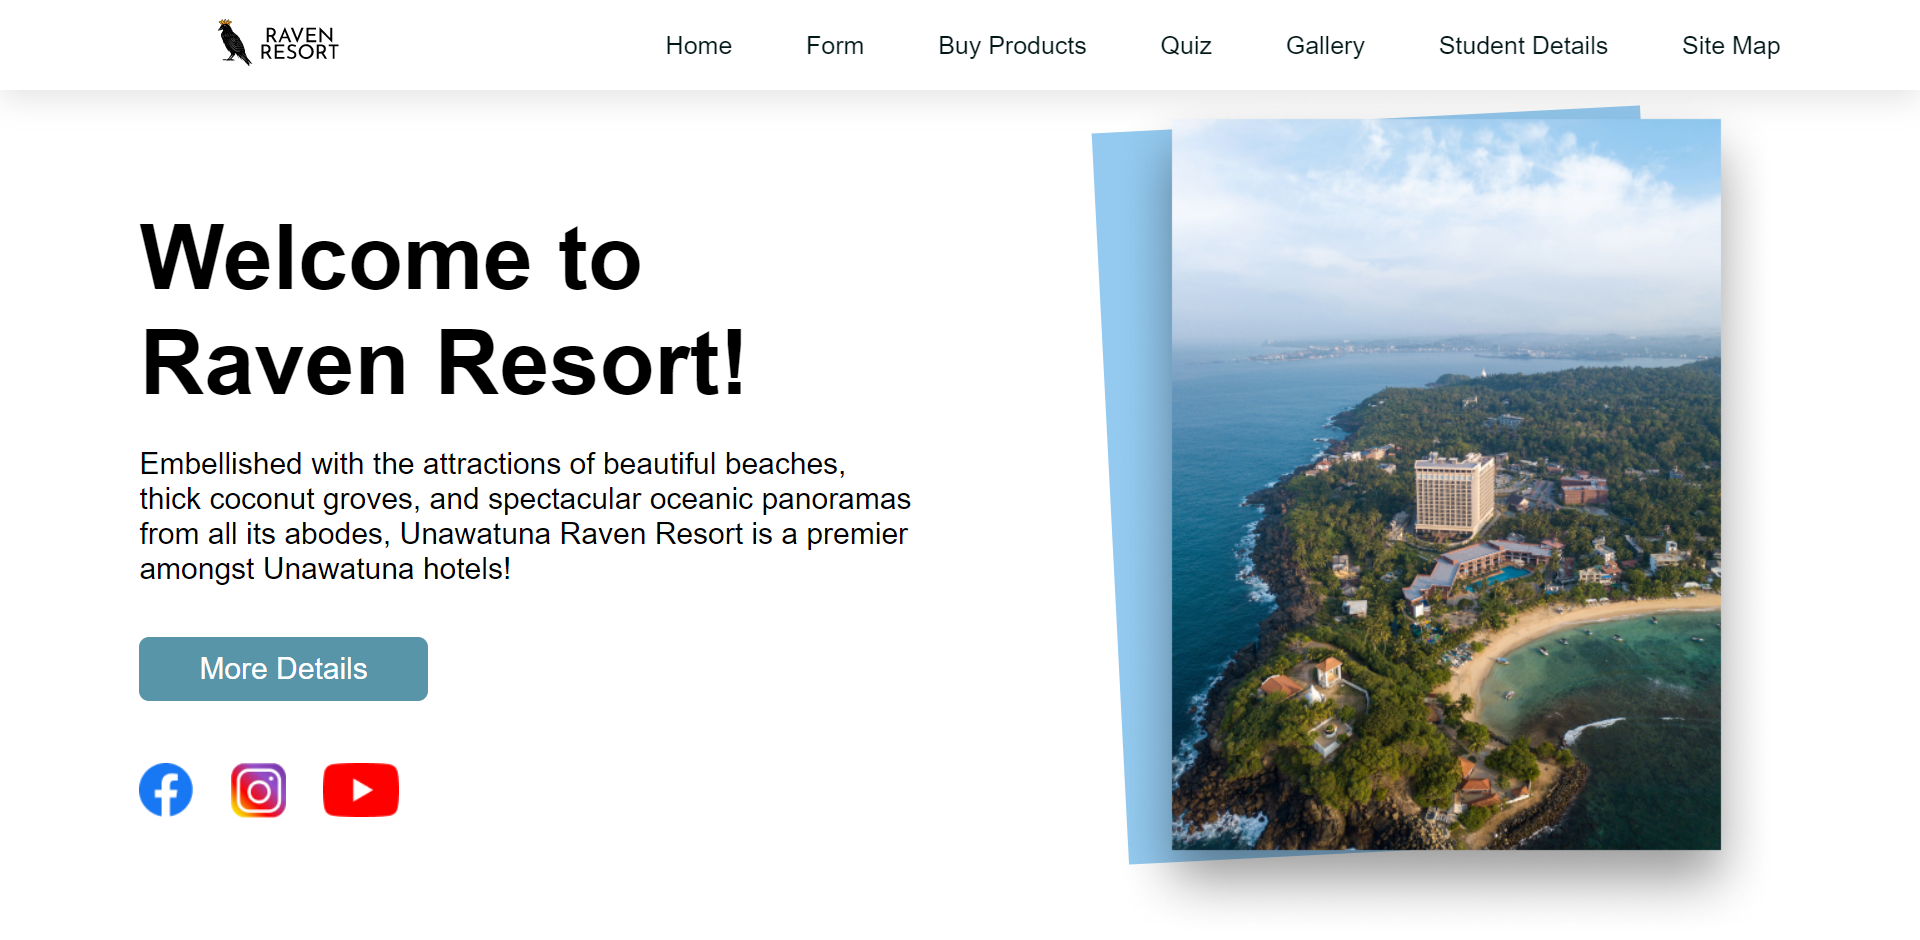 RAVEN
RESORT
Home Form Buy Products Quiz Gallery Student Details Site Map
Welcome to
Raven Resort!
Embellished with the attractions of beautiful beaches,
thick coconut groves, and spectacular oceanic panoramas
from all its abodes, Unawatuna Raven Resort is a premier
amongst Unawatuna hotels!
More Details